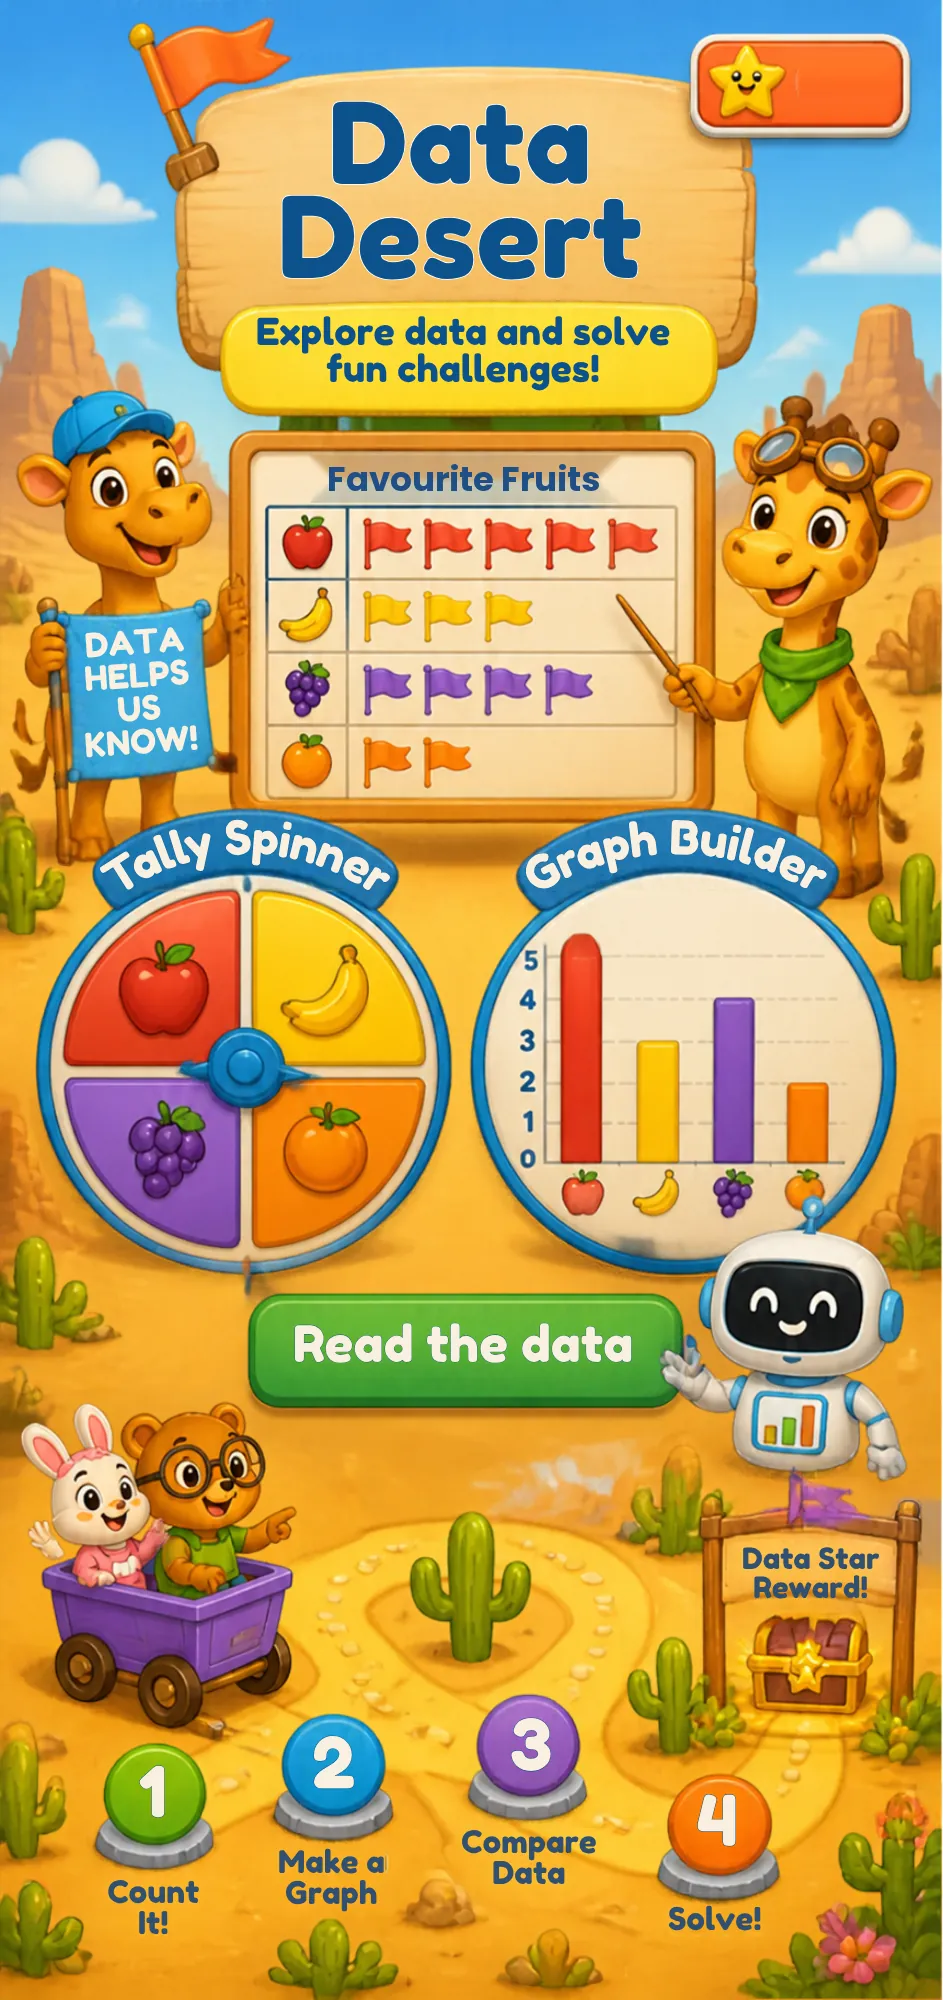 Data
Desert
Explore data and solve
fun challenges!
Favourite Fruits
DATA
HELPS
US
KNOW!
Tally Spinner
Graph Builder
5
4
3
2
1
0
Read the data
Data Star
Reward!
1
2
3
4
Count
It!
Make a
Graph
Compare
Data
Solve!